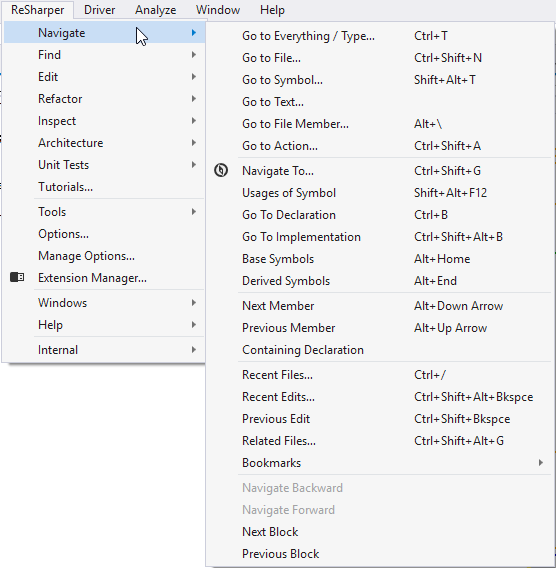 ReSharper Driver Analyze Window Help
Navigate
Find
Edit
Refactor
Inspect
Architecture
Unit Tests
Tutorials...
Tools
Options...
Manage Options...
Extension Manager...
Windows
Help
Internal
Go to Everything / Type... Ctrl+T
Go to File... Ctrl+Shift+N
Go to Symbol... Shift+Alt+T
Go to Text...
Go to File Member... Alt+\
Go to Action... Ctrl+Shift+A
Navigate To... Ctrl+Shift+G
Usages of Symbol Shift+Alt+F12
Go To Declaration Ctrl+B
Go To Implementation Ctrl+Shift+Alt+B
Base Symbols Alt+Home
Derived Symbols Alt+End
Next Member Alt+Down Arrow
Previous Member Alt+Up Arrow
Containing Declaration
Recent Files... Ctrl+/
Recent Edits... Ctrl+Shift+Alt+Bkspce
Previous Edit Ctrl+Shift+Bkspce
Related Files... Ctrl+Shift+Alt+G
Bookmarks
Navigate Backward
Navigate Forward
Next Block
Previous Block